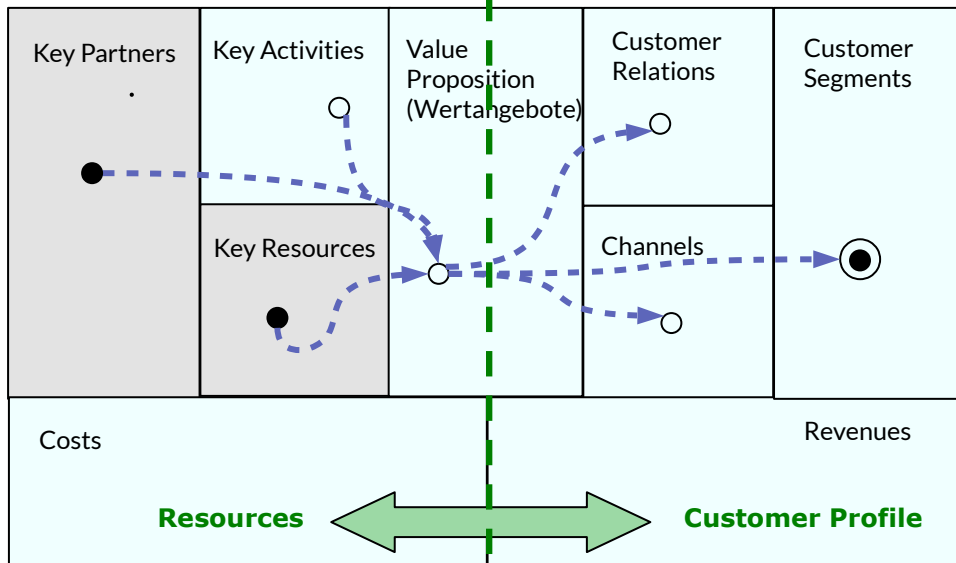 Key Partners
Key Activities
Value
Proposition
(Wertangebote)
Customer
Relations
Customer
Segments
Key Resources
Channels
Costs
Revenues
Resources
Customer Profile